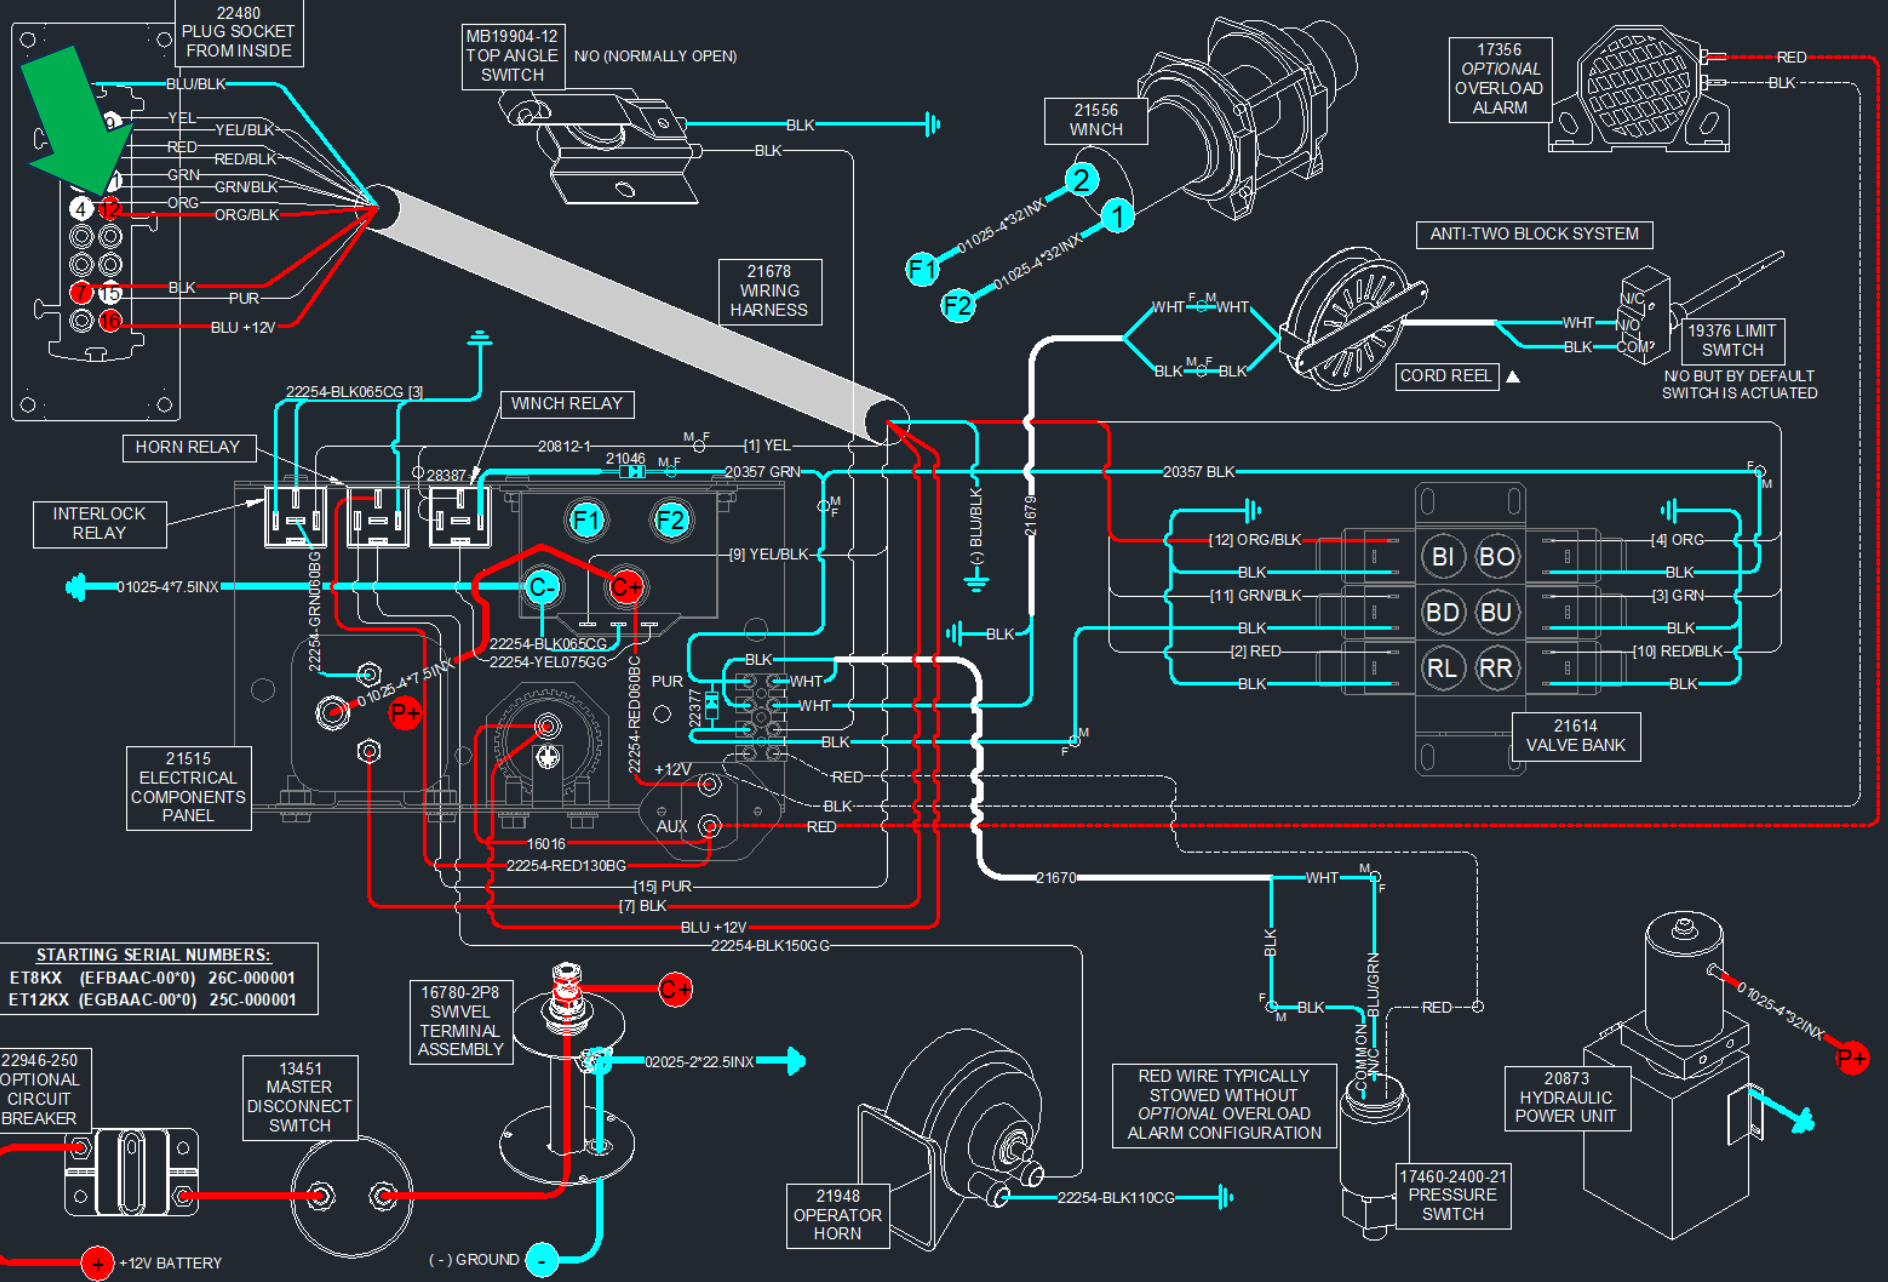 22480
PLUG SOCKET
FROM INSIDE
BLU/BLK
9
YEL
YEL/BLK
RED
RED/BLK
GRN
GRN/BLK
ORG
4
12
ORG/BLK
7
BLK
15
PUR
16
BLU +12V
MB19904-12
TOP ANGLE
SWITCH
N/O (NORMALLY OPEN)
BLK
BLK
21556
WINCH
2
1
01025-4*32INX
01025-4*32INX
F1
F2
17356
OPTIONAL
OVERLOAD
ALARM
RED
BLK
21678
WIRING
HARNESS
ANTI-TWO BLOCK SYSTEM
WHT F M WHT
BLK M F BLK
CORD REEL
N/C
WHT
N/O
BLK
COM?
19376 LIMIT
SWITCH
N/O BUT BY DEFAULT
SWITCH IS ACTUATED
22254-BLK065CG [3]
WINCH RELAY
HORN RELAY
INTERLOCK
RELAY
20812-1
M F
[1] YEL
28387
21046
M F
20357 GRN
20357 BLK
F
M
M
F
F1
F2
[9] YEL/BLK
(-) BLU/BLK
21679
01025-4*7.5INX
C-
C+
22254-GRN060BG
22254-BLK065CG
22254-YEL075GG
22254-RED060BC
01025-4*7.5INX
P+
BLK
BLK
PUR
WHT
WHT
22377
BLK
M
F
RED
BLK
RED
+12V
AUX
[12] ORG/BLK
BLK
[11] GRN/BLK
BLK
[2] RED
BLK
BI
BO
BD
BU
RL
RR
[4] ORG
BLK
[3] GRN
BLK
[10] RED/BLK
BLK
21614
VALVE BANK
21515
ELECTRICAL
COMPONENTS
PANEL
16016
22254-RED130BG
[15] PUR
[7] BLK
BLU +12V
22254-BLK150GG
21670
WHT
M
F
BLK
BLU/GRN
F
M
BLK
RED
COMMON
N/C
STARTING SERIAL NUMBERS:
ET8KX (EFBAAC-00*0) 26C-000001
ET12KX (EGBAAC-00*0) 25C-000001
22946-250
OPTIONAL
CIRCUIT
BREAKER
13451
MASTER
DISCONNECT
SWITCH
16780-2P8
SWIVEL
TERMINAL
ASSEMBLY
C+
02025-2*22.5INX
+
+12V BATTERY
( - ) GROUND
-
21948
OPERATOR
HORN
22254-BLK110CG
RED WIRE TYPICALLY
STOWED WITHOUT
OPTIONAL OVERLOAD
ALARM CONFIGURATION
17460-2400-21
PRESSURE
SWITCH
20873
HYDRAULIC
POWER UNIT
01025-4*32INX
P+